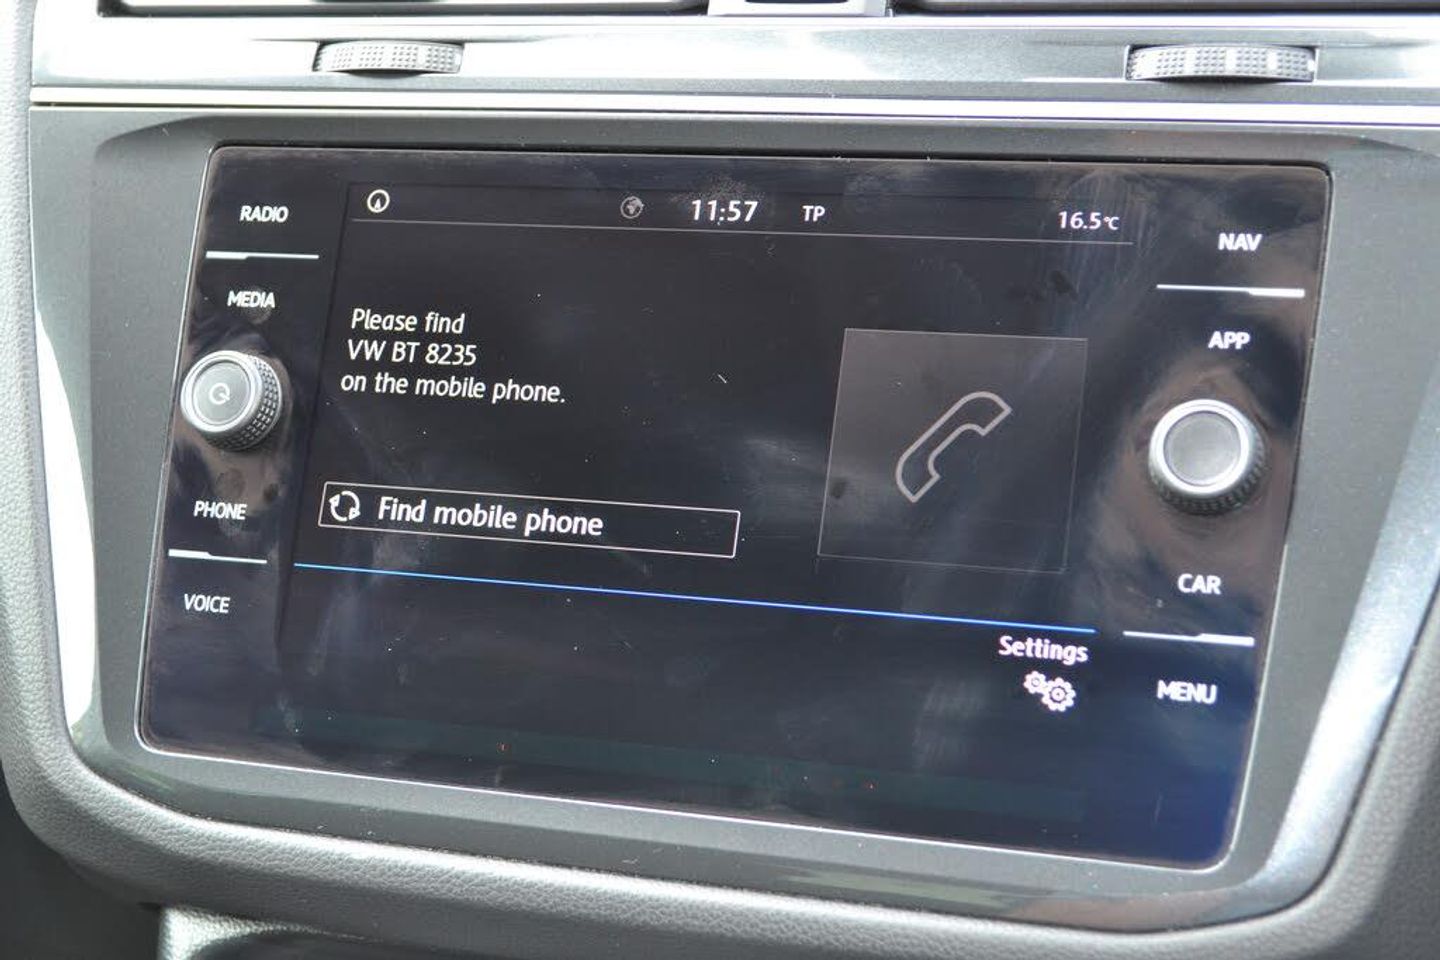 11:57 TP 16.5°C
RADIO
MEDIA
PHONE
VOICE
Please find
VW BT 8235
on the mobile phone.
Find mobile phone
Settings
NAV
APP
CAR
MENU